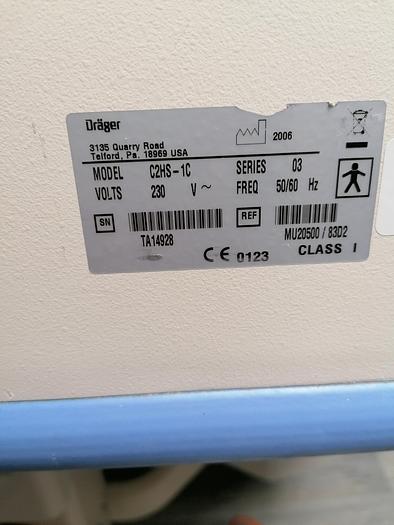 Dräger
2006
3135 Quarry Road
Telford, Pa. 18969 USA
MODEL C2HS-1C SERIES 03
VOLTS 230 V~ FREQ 50/60 Hz
SN REF
TA14928 MU20500 / 83D2
CE 0123 CLASS I